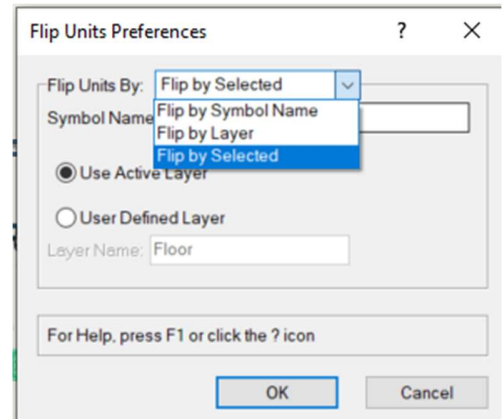 Flip Units Preferences ? X
Flip Units By: Flip by Selected
Symbol Name
Flip by Symbol Name
Flip by Layer
Flip by Selected
Use Active Layer
User Defined Layer
Layer Name: Floor
For Help, press F1 or click the ? icon
OK Cancel